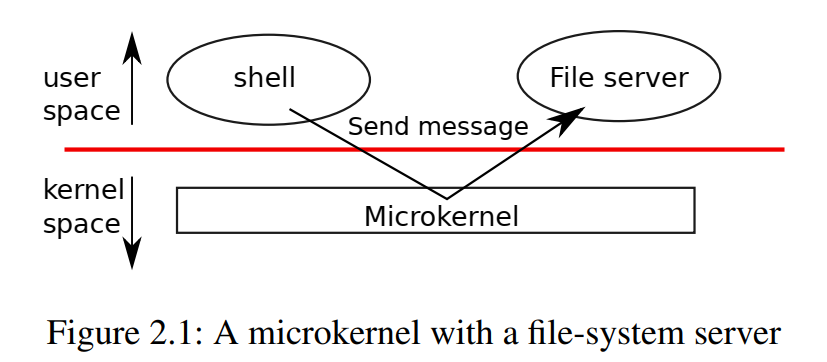 user
space
shell
File server
Send message
kernel
space
Microkernel
Figure 2.1: A microkernel with a file-system server